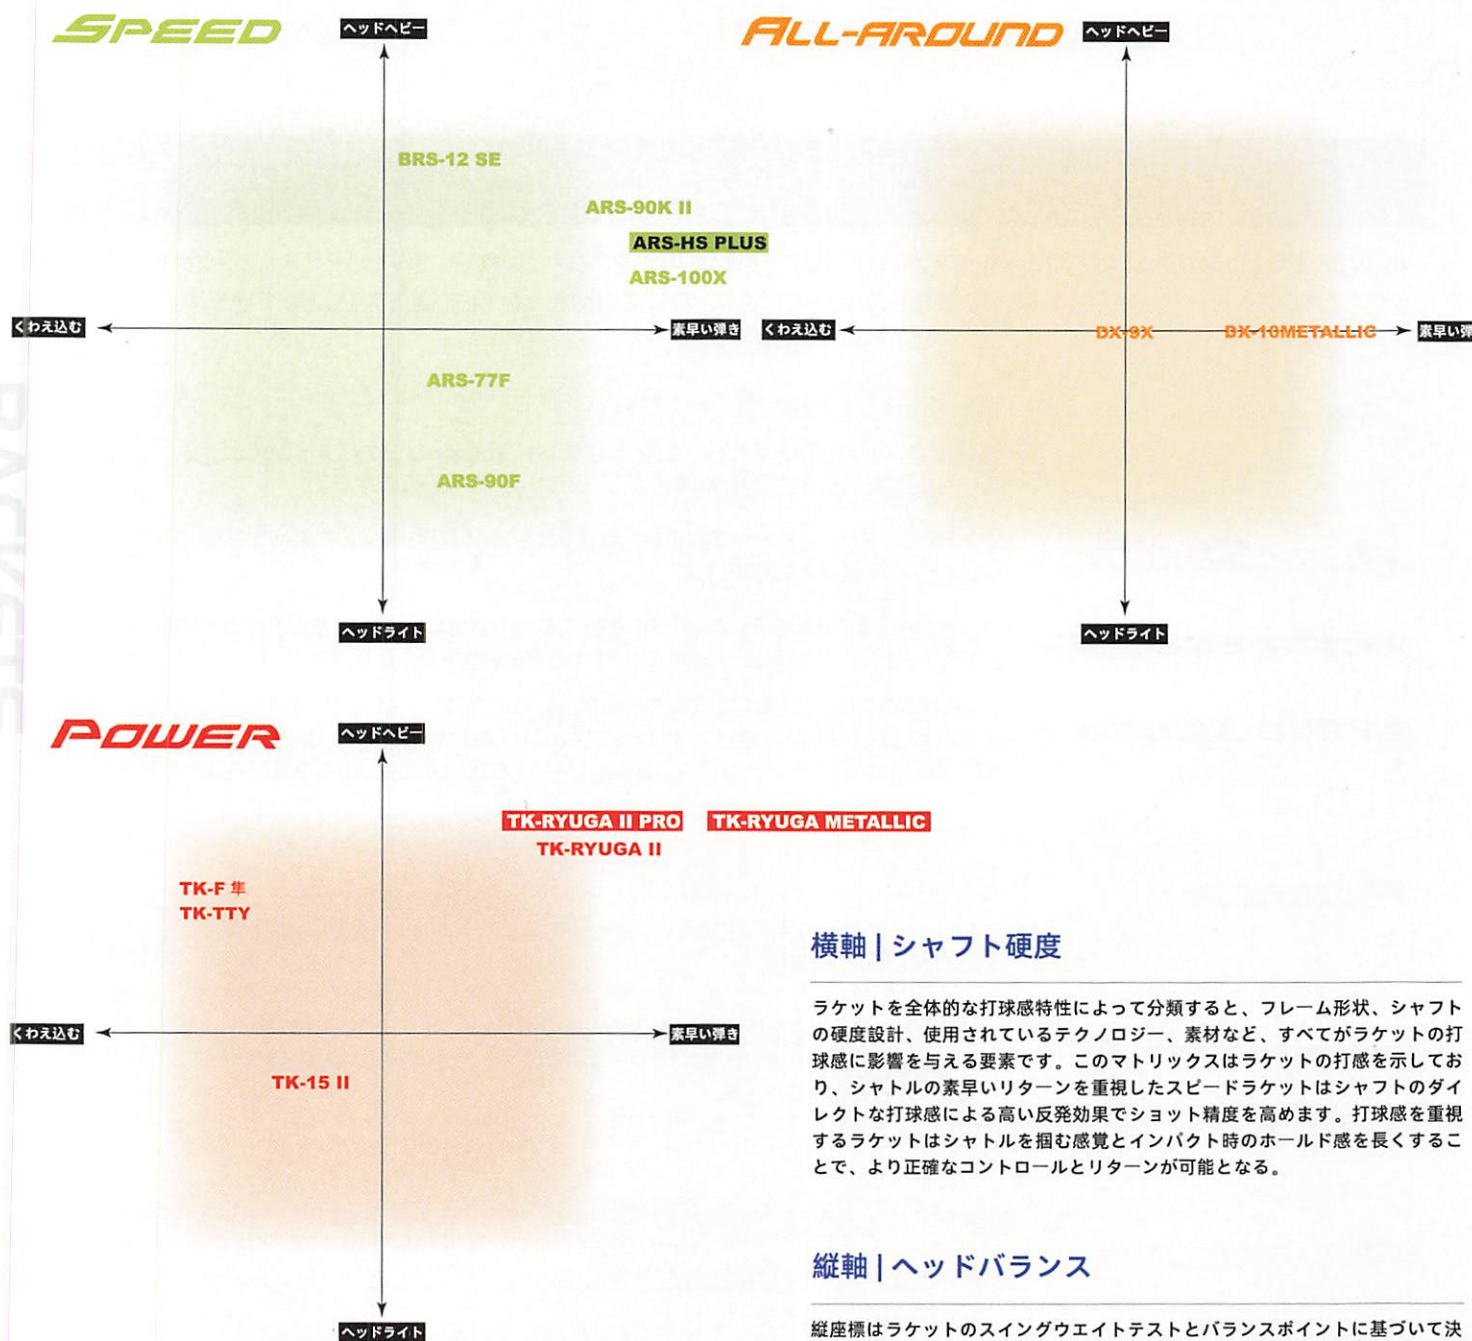 SPEED
ヘッドヘビー
BRS-12 SE
ARS-90K II
ARS-HS PLUS
ARS-100X
くわえ込む
素早い弾き
ARS-77F
ARS-90F
ヘッドライト
ALL-AROUND
ヘッドヘビー
くわえ込む
DX-9X
DX-10METALLIC
素早い弾
ヘッドライト
POWER
ヘッドヘビー
TK-RYUGA II PRO
TK-RYUGA METALLIC
TK-RYUGA II
TK-F 隼
TK-TTY
くわえ込む
素早い弾き
TK-15 II
ヘッドライト
横軸 | シャフト硬度
ラケットを全体的な打球感特性によって分類すると、フレーム形状、シャフト
の硬度設計、使用されているテクノロジー、素材など、すべてがラケットの打
球感に影響を与える要素です。このマトリックスはラケットの打感を示してお
り、シャトルの素早いリターンを重視したスピードラケットはシャフトのダイ
レクトな打球感による高い反発効果でショット精度を高めます。打球感を重視
するラケットはシャトルを掴む感覚とインパクト時のホールド感を長くするこ
とで、より正確なコントロールとリターンが可能となる。
縦軸 | ヘッドバランス
縦座標はラケットのスイングウエイトテストとバランスポイントに基づいて決